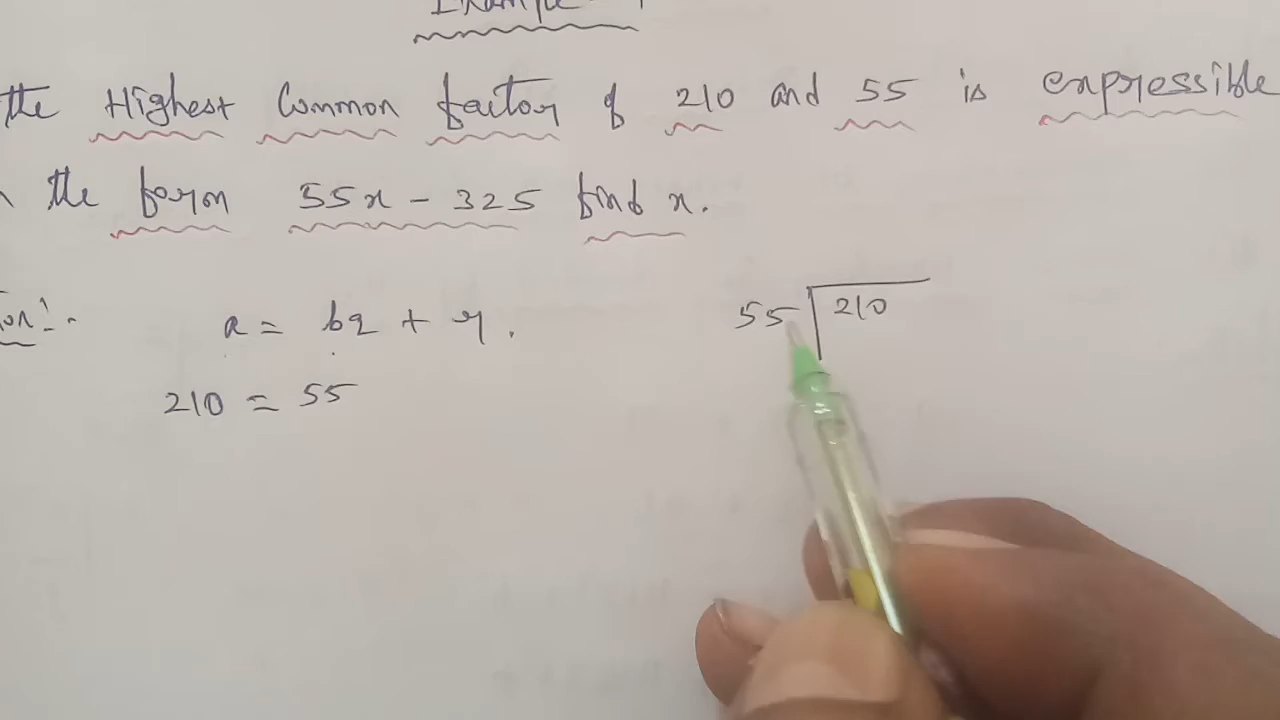 Example
the Highest Common factor of 210 and 55 is expressible
the form 55x - 325 find x.
a = bq + r.
55 210
210 = 55